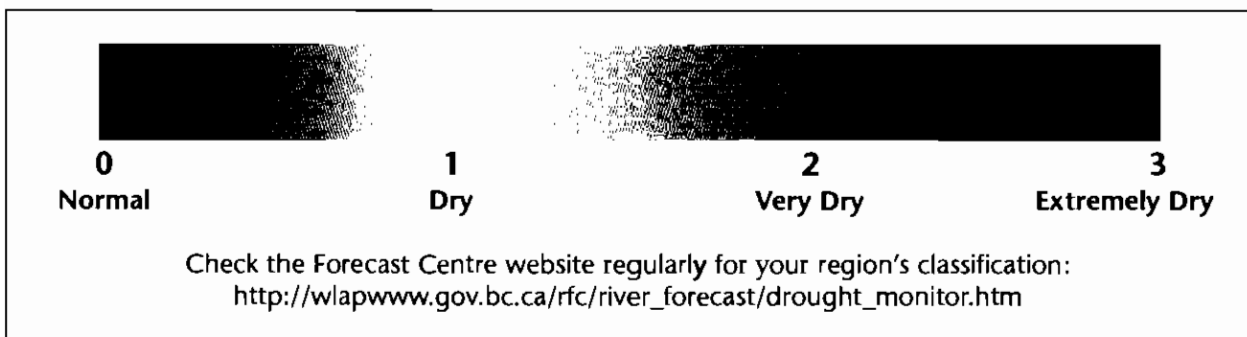 0 1 2 3
Normal Dry Very Dry Extremely Dry
Check the Forecast Centre website regularly for your region's classification:
http://wlapwww.gov.bc.ca/rfc/river_forecast/drought_monitor.htm